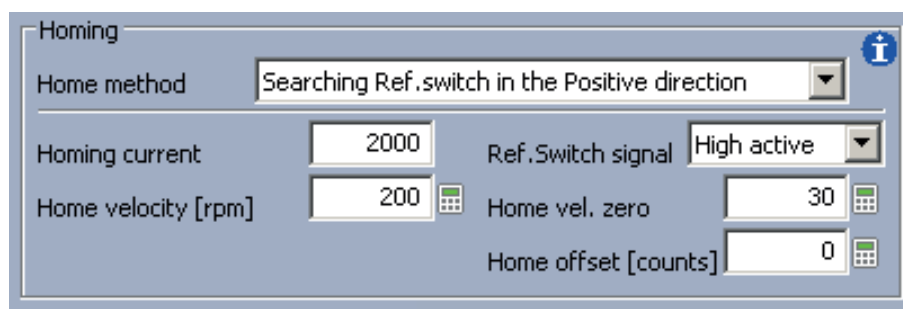 Homing
Home method Searching Ref.switch in the Positive direction
Homing current 2000 Ref.Switch signal High active
Home velocity [rpm] 200 Home vel. zero 30
Home offset [counts] 0